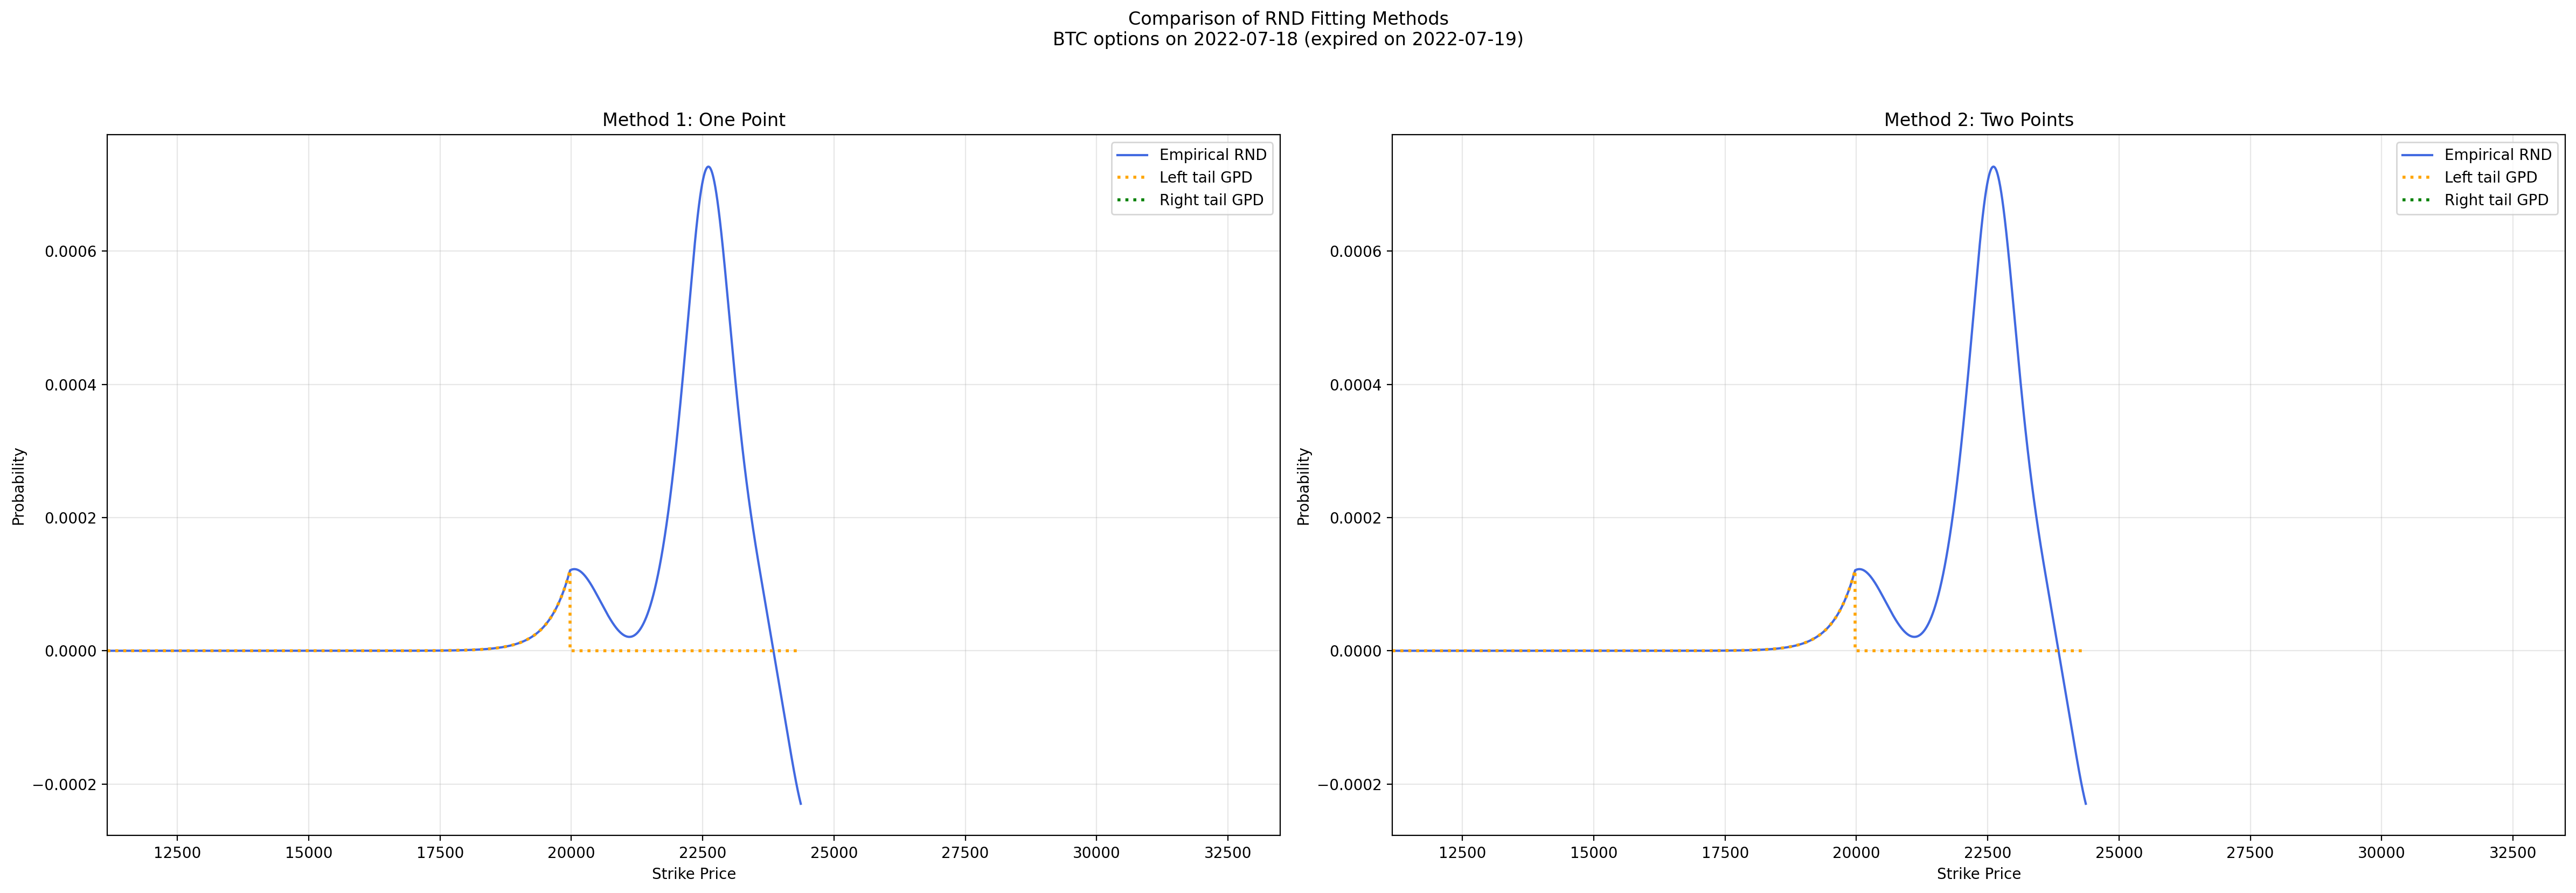 Comparison of RND Fitting Methods
BTC options on 2022-07-18 (expired on 2022-07-19)
Method 1: One Point
Empirical RND
Left tail GPD
Right tail GPD
0.0006
0.0004
0.0002
0.0000
−0.0002
Probability
12500 15000 17500 20000 22500 25000 27500 30000 32500
Strike Price
Method 2: Two Points
Empirical RND
Left tail GPD
Right tail GPD
0.0006
0.0004
0.0002
0.0000
−0.0002
Probability
12500 15000 17500 20000 22500 25000 27500 30000 32500
Strike Price